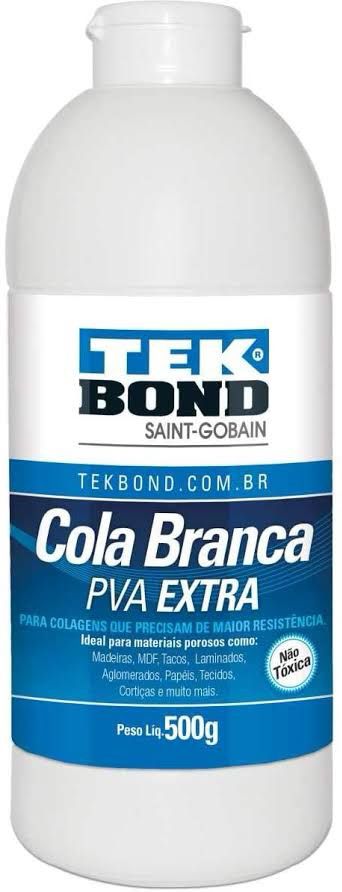 TEK®
BOND
SAINT-GOBAIN
TEKBOND.COM.BR
Cola Branca
PVA EXTRA
PARA COLAGENS QUE PRECISAM DE MAIOR RESISTÊNCIA.
Ideal para materiais porosos como:
Madeiras, MDF, Tacos, Laminados,
Aglomerados, Papéis, Tecidos,
Cortiças e muito mais.
Não
Tóxica
Peso Líq. 500g